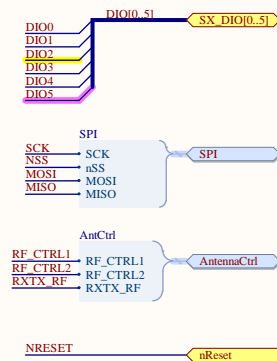 DIO[0..5]
SX_DIO[0..5]
DIO0
DIO1
DIO2
DIO3
DIO4
DIO5
SPI
SCK SCK SPI
NSS nSS
MOSI MOSI
MISO MISO
AntCtrl
RF_CTRL1 RF_CTRL1 AntennaCtrl
RF_CTRL2 RF_CTRL2
RXTX_RF RXTX_RF
NRESET nReset